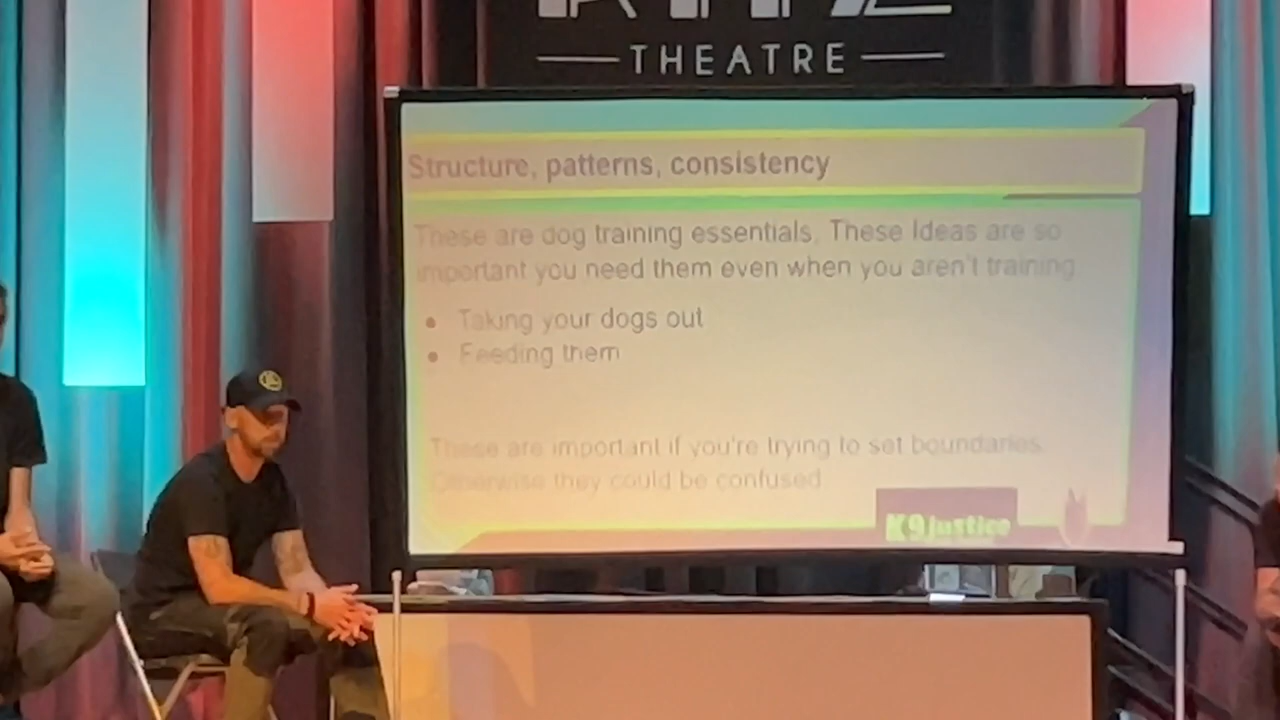 THEATRE
Structure, patterns, consistency
These are dog training essentials. These Ideas are so
important you need them even when you aren't training
Taking your dogs out
Feeding them
These are important if you're trying to set boundaries.
Otherwise they could be confused.
K9 justice